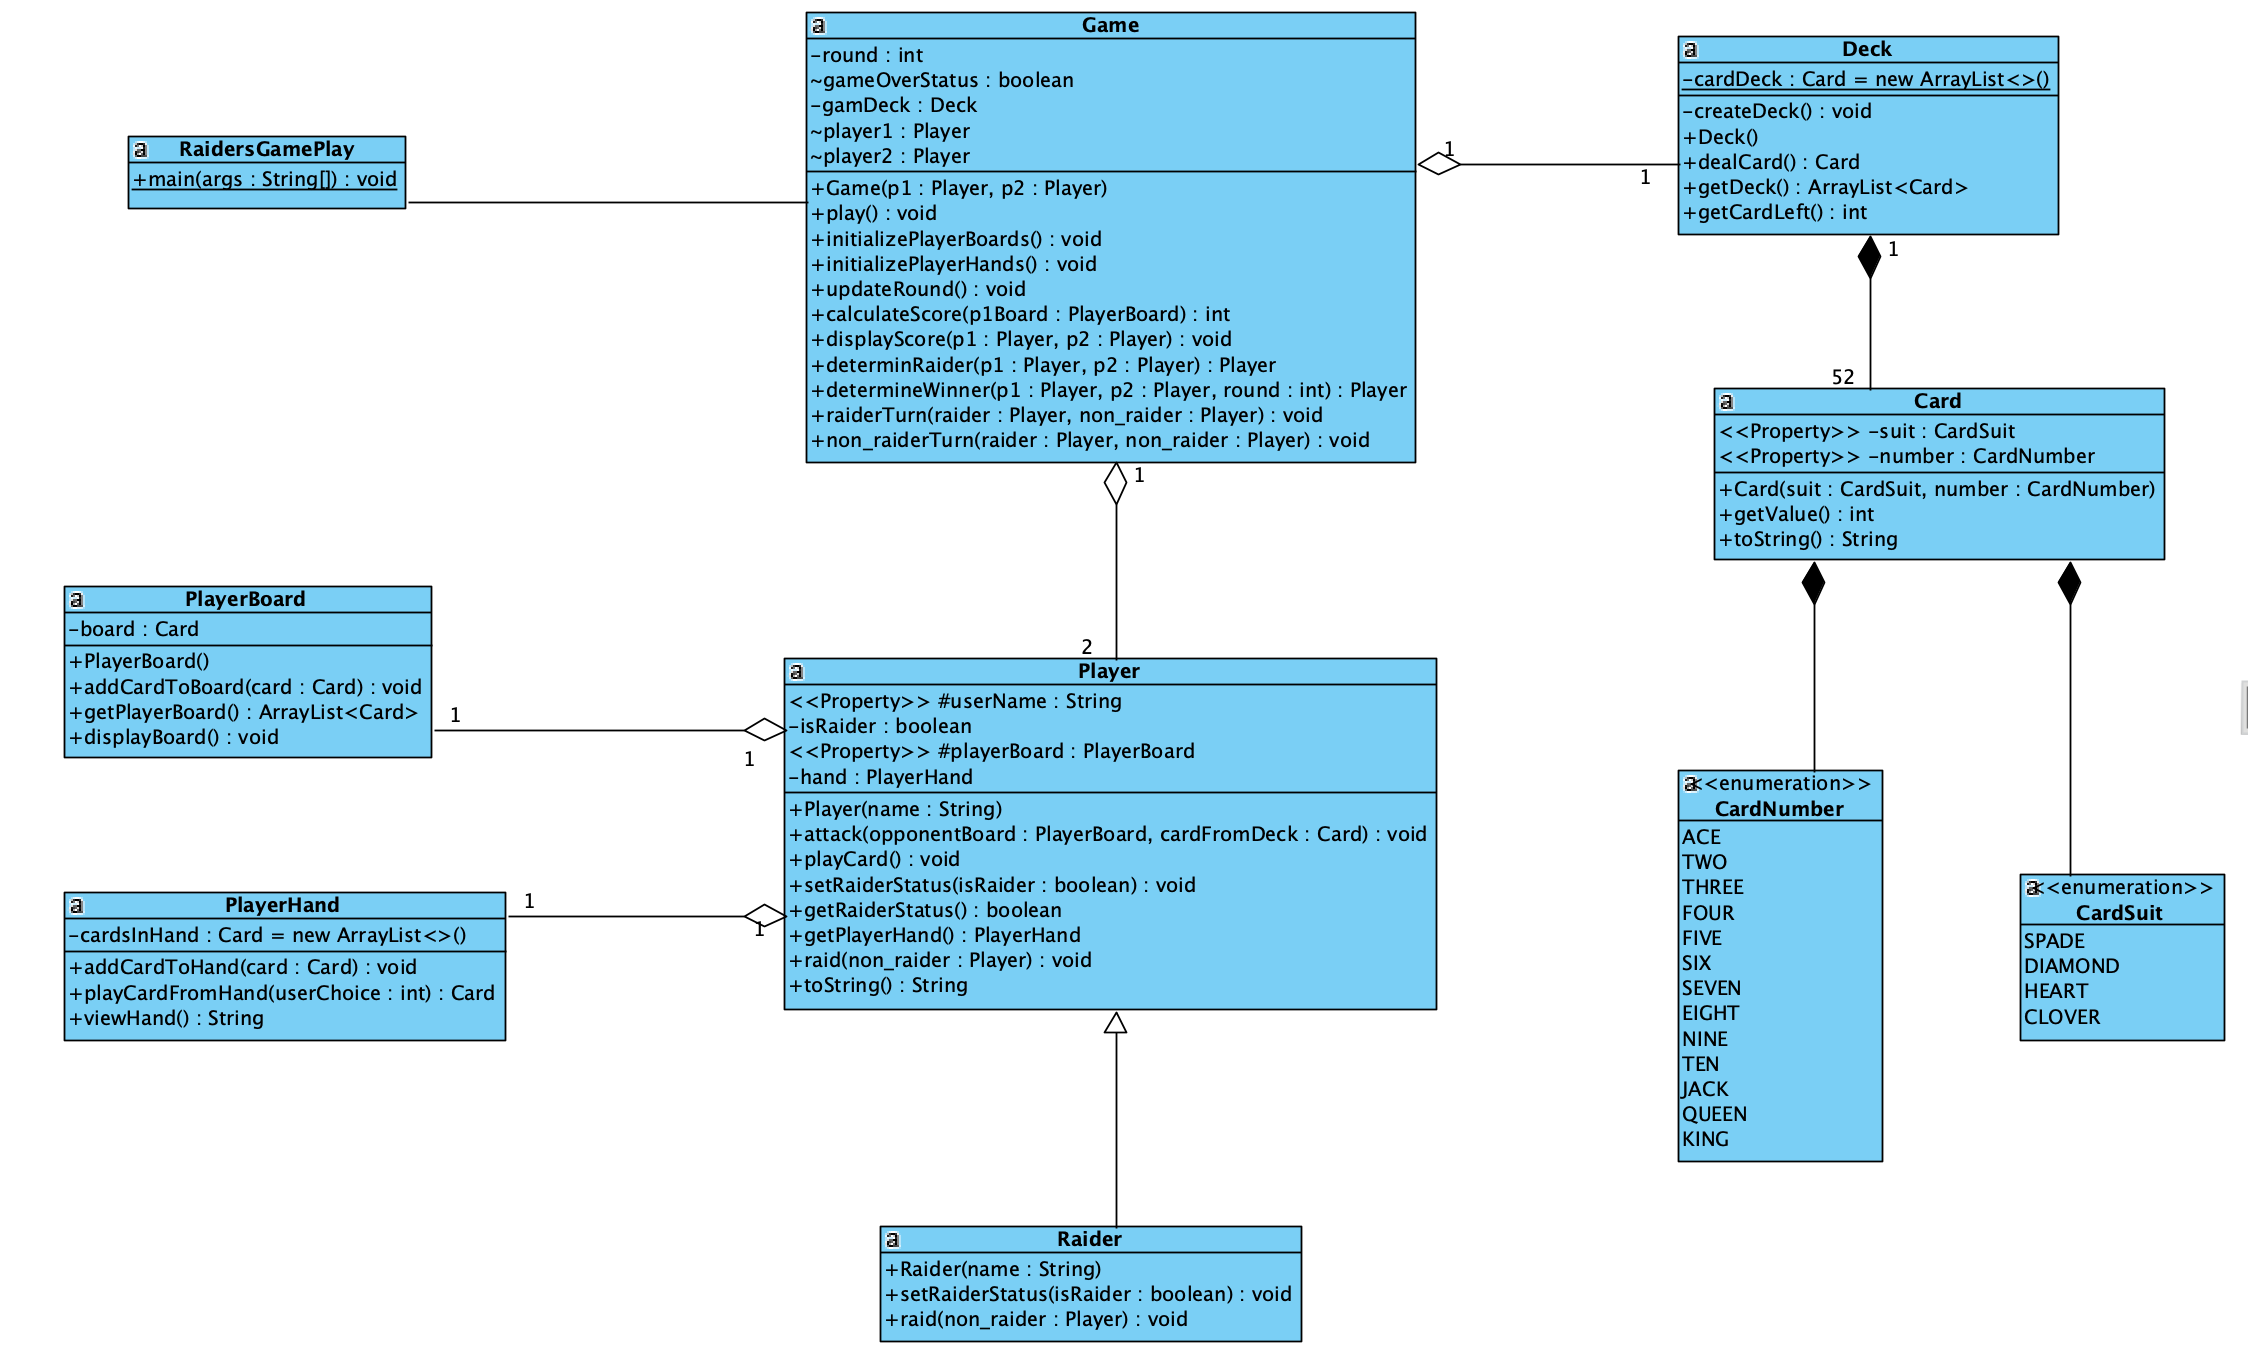 Game
-round : int
~gameOverStatus : boolean
-gamDeck : Deck
~player1 : Player
~player2 : Player
+Game(p1 : Player, p2 : Player)
+play() : void
+initializePlayerBoards() : void
+initializePlayerHands() : void
+updateRound() : void
+calculateScore(p1Board : PlayerBoard) : int
+displayScore(p1 : Player, p2 : Player) : void
+determinRaider(p1 : Player, p2 : Player) : Player
+determineWinner(p1 : Player, p2 : Player, round : int) : Player
+raiderTurn(raider : Player, non_raider : Player) : void
+non_raiderTurn(raider : Player, non_raider : Player) : void
Deck
-cardDeck : Card = new ArrayList<>()
-createDeck() : void
+Deck()
+dealCard() : Card
+getDeck() : ArrayList<Card>
+getCardLeft() : int
RaidersGamePlay
+main(args : String[]) : void
1
1
1
52
Card
<<Property>> -suit : CardSuit
<<Property>> -number : CardNumber
+Card(suit : CardSuit, number : CardNumber)
+getValue() : int
+toString() : String
1
2
PlayerBoard
-board : Card
+PlayerBoard()
+addCardToBoard(card : Card) : void
+getPlayerBoard() : ArrayList<Card>
+displayBoard() : void
1
1
Player
<<Property>> #userName : String
-isRaider : boolean
<<Property>> #playerBoard : PlayerBoard
-hand : PlayerHand
+Player(name : String)
+attack(opponentBoard : PlayerBoard, cardFromDeck : Card) : void
+playCard() : void
+setRaiderStatus(isRaider : boolean) : void
+getRaiderStatus() : boolean
+getPlayerHand() : PlayerHand
+raid(non_raider : Player) : void
+toString() : String
PlayerHand
-cardsInHand : Card = new ArrayList<>()
+addCardToHand(card : Card) : void
+playCardFromHand(userChoice : int) : Card
+viewHand() : String
1
1
<<enumeration>>
CardNumber
ACE
TWO
THREE
FOUR
FIVE
SIX
SEVEN
EIGHT
NINE
TEN
JACK
QUEEN
KING
<<enumeration>>
CardSuit
SPADE
DIAMOND
HEART
CLOVER
Raider
+Raider(name : String)
+setRaiderStatus(isRaider : boolean) : void
+raid(non_raider : Player) : void